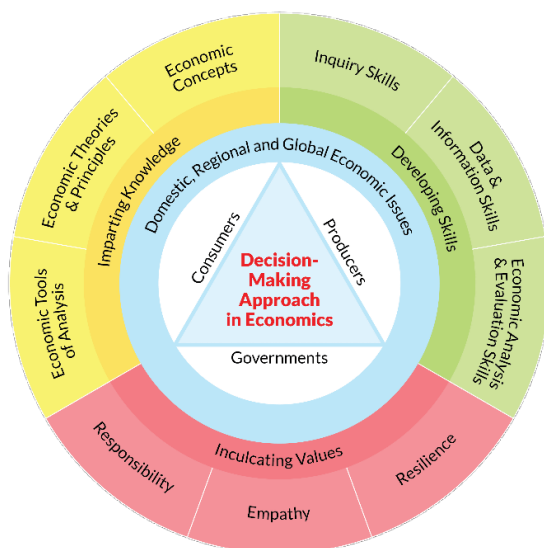 Economic
Concepts
Inquiry Skills
Economic Theories
& Principles
Data &
Information Skills
Imparting Knowledge
Developing Skills
Domestic, Regional and Global Economic Issues
Consumers
Producers
Decision-
Making
Approach
in Economics
Governments
Economic Tools
of Analysis
Economic Analysis
& Evaluation Skills
Inculcating Values
Responsibility
Empathy
Resilience